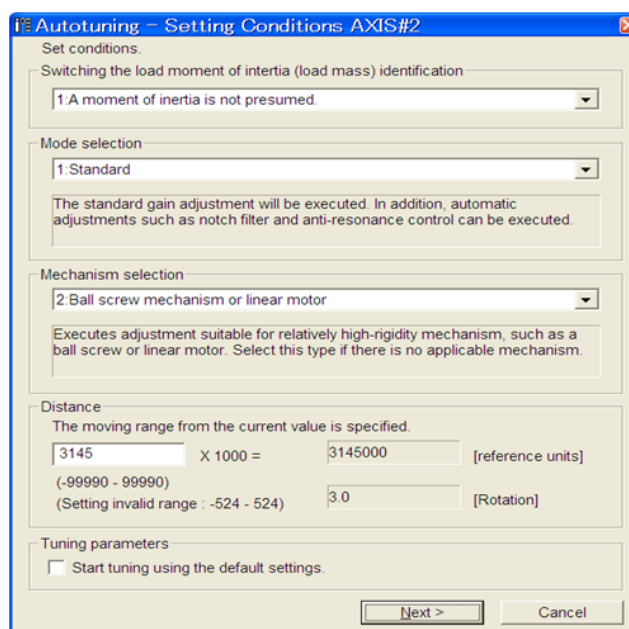 Autotuning - Setting Conditions AXIS#2
Set conditions.
Switching the load moment of intertia (load mass) identification
1:A moment of inertia is not presumed.
Mode selection
1:Standard
The standard gain adjustment will be executed. In addition, automatic
adjustments such as notch filter and anti-resonance control can be executed.
Mechanism selection
2:Ball screw mechanism or linear motor
Executes adjustment suitable for relatively high-rigidity mechanism, such as a
ball screw or linear motor. Select this type if there is no applicable mechanism.
Distance
The moving range from the current value is specified.
3145 X 1000 = 3145000 [reference units]
(-99990 - 99990)
(Setting invalid range : -524 - 524) 3.0 [Rotation]
Tuning parameters
Start tuning using the default settings.
Next > Cancel